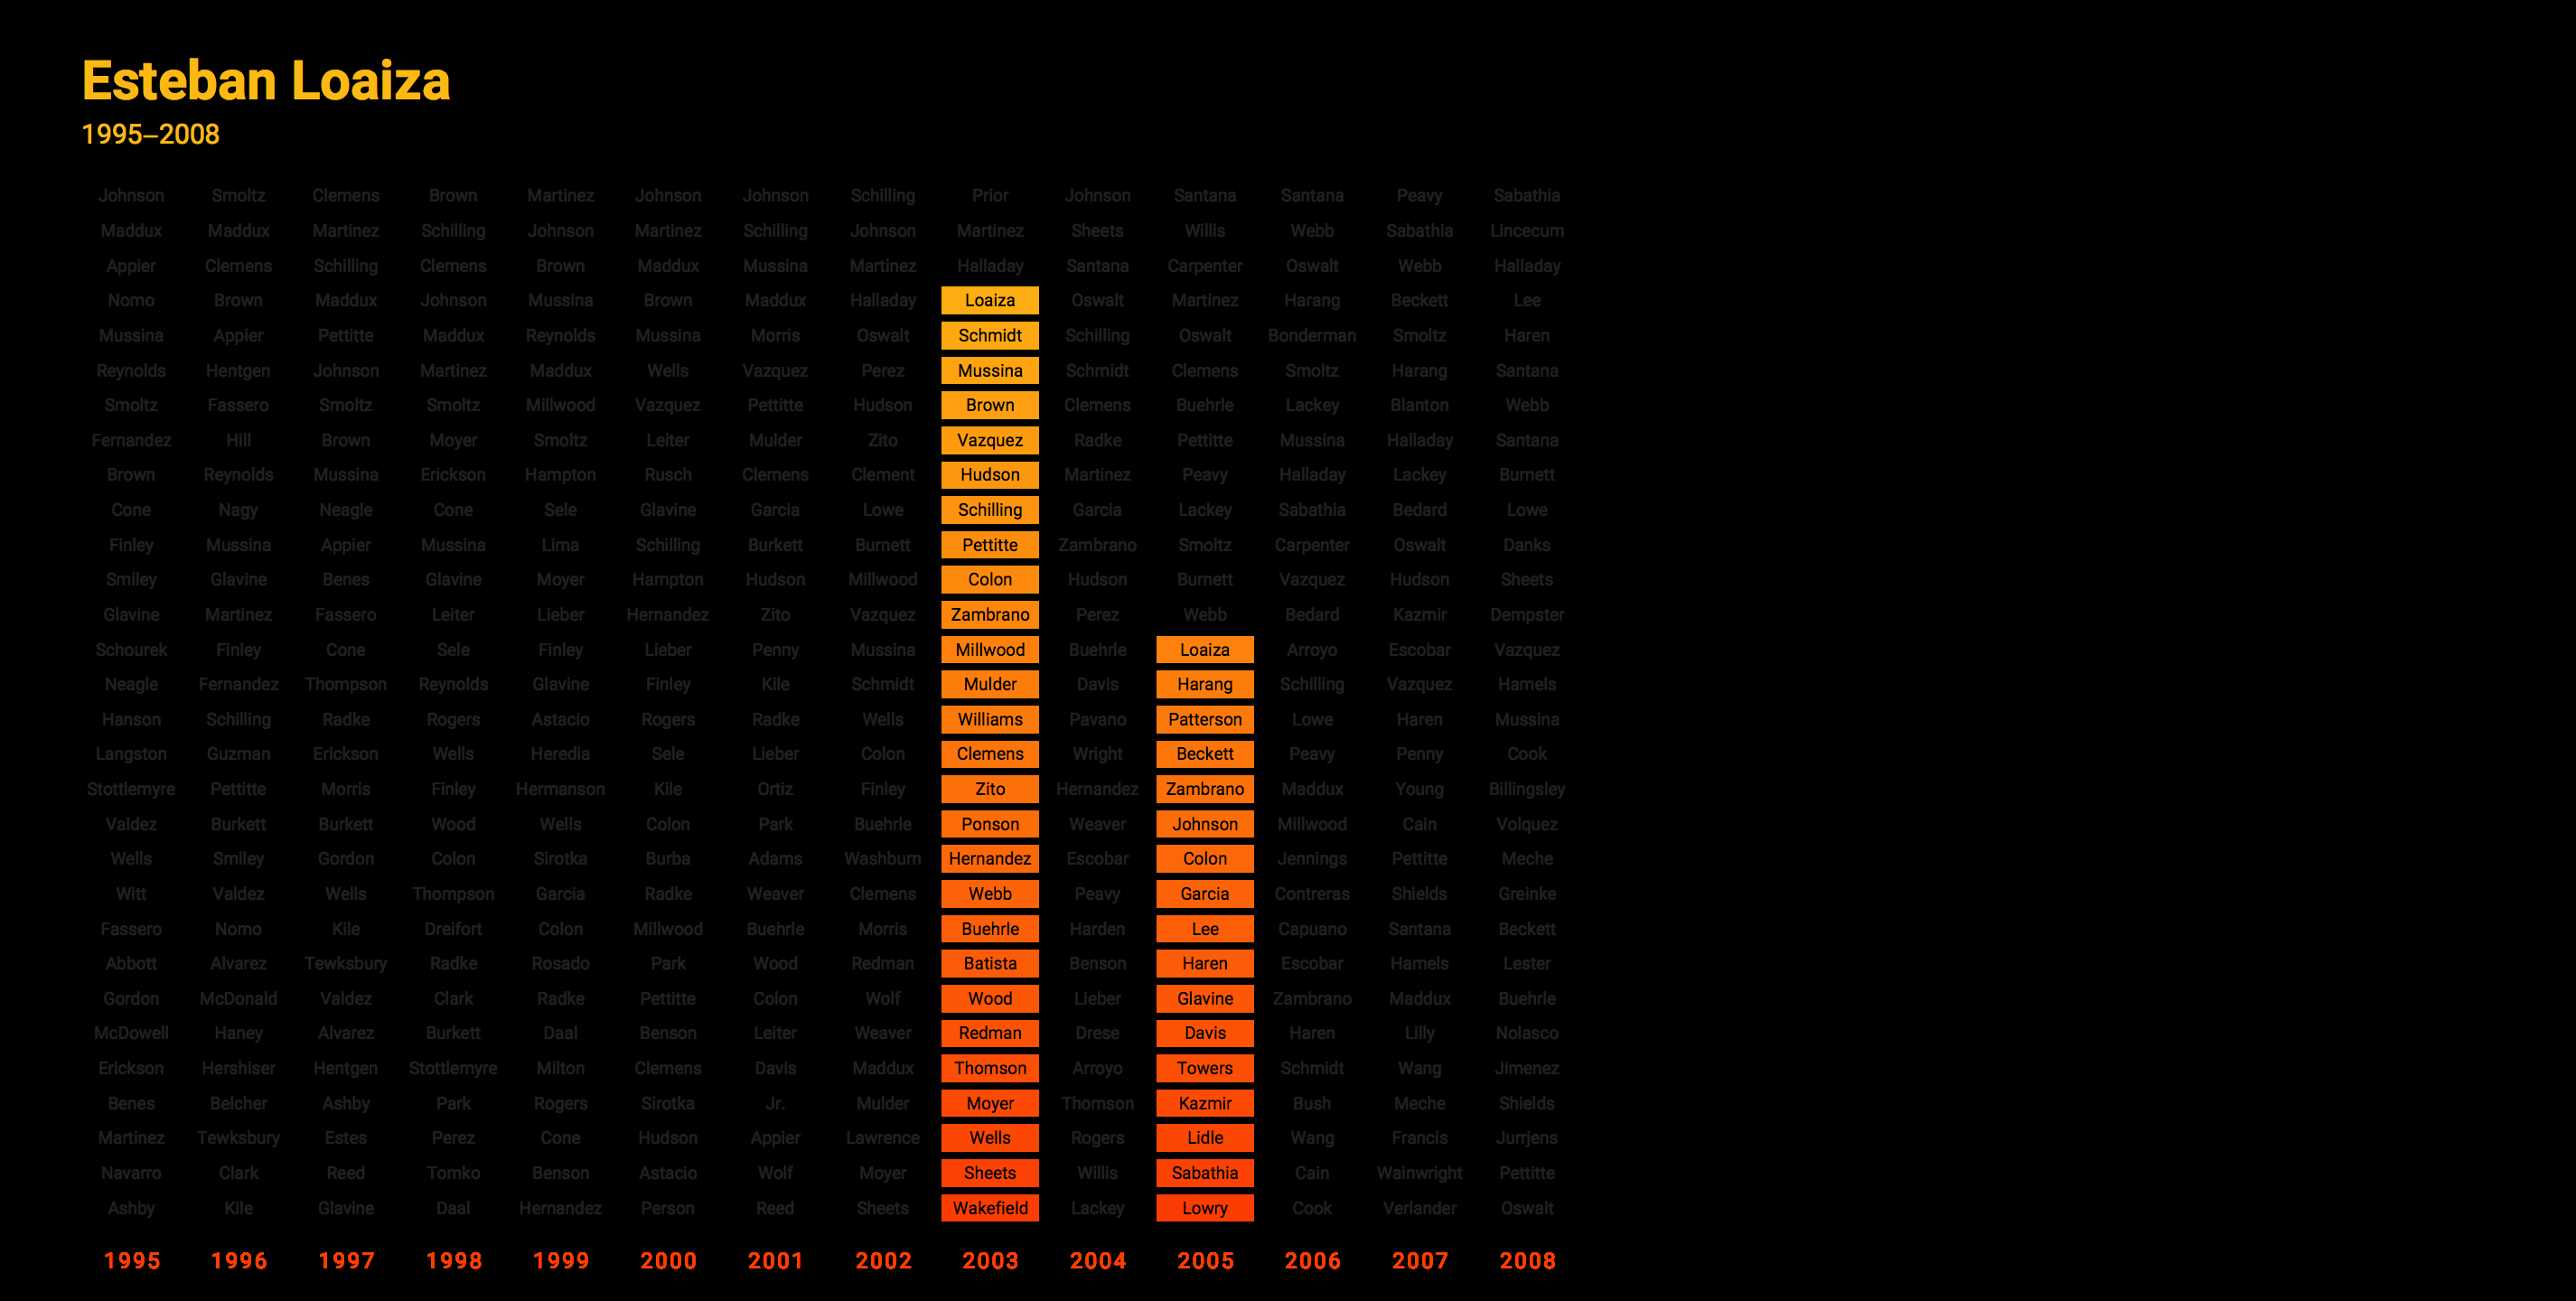 Esteban Loaiza
1995–2008
Johnson Smoltz Clemens Brown Martinez Johnson Johnson Schilling Prior Johnson Santana Santana Peavy Sabathia
Maddux Maddux Martinez Schilling Johnson Martinez Schilling Johnson Martinez Sheets Willis Webb Sabathia Lincecum
Appier Clemens Schilling Clemens Brown Maddux Mussina Martinez Halladay Santana Carpenter Oswalt Webb Halladay
Nomo Brown Maddux Johnson Mussina Brown Maddux Halladay Loaiza Oswalt Martinez Harang Beckett Lee
Mussina Appier Pettitte Maddux Reynolds Mussina Morris Oswalt Schmidt Schilling Oswalt Bonderman Smoltz Haren
Reynolds Hentgen Johnson Martinez Maddux Wells Vazquez Perez Mussina Schmidt Clemens Smoltz Harang Santana
Smoltz Fassero Smoltz Smoltz Millwood Vazquez Pettitte Hudson Brown Clemens Buehrle Lackey Blanton Webb
Fernandez Hill Brown Moyer Smoltz Leiter Mulder Zito Vazquez Radke Pettitte Mussina Halladay Santana
Brown Reynolds Mussina Erickson Hampton Rusch Clemens Clement Hudson Martinez Peavy Halladay Lackey Burnett
Cone Nagy Neagle Cone Sele Glavine Garcia Lowe Schilling Garcia Lackey Sabathia Bedard Lowe
Finley Mussina Appier Mussina Lima Schilling Burkett Burnett Pettitte Zambrano Smoltz Carpenter Oswalt Danks
Smiley Glavine Benes Glavine Moyer Hampton Hudson Millwood Colon Hudson Burnett Vazquez Hudson Sheets
Glavine Martinez Fassero Leiter Lieber Hernandez Zito Vazquez Zambrano Perez Webb Bedard Kazmir Dempster
Schourek Finley Cone Sele Finley Lieber Penny Mussina Millwood Buehrle Loaiza Arroyo Escobar Vazquez
Neagle Fernandez Thompson Reynolds Glavine Finley Kile Schmidt Mulder Davis Harang Schilling Vazquez Hamels
Hanson Schilling Radke Rogers Astacio Rogers Radke Wells Williams Pavano Patterson Lowe Haren Mussina
Langston Guzman Erickson Wells Heredia Sele Lieber Colon Clemens Wright Beckett Peavy Penny Cook
Stottlemyre Pettitte Morris Finley Hermanson Kile Ortiz Finley Zito Hernandez Zambrano Maddux Young Billingsley
Valdez Burkett Burkett Wood Wells Colon Park Buehrle Ponson Weaver Johnson Millwood Cain Volquez
Wells Smiley Gordon Colon Sirotka Burba Adams Washburn Hernandez Escobar Colon Jennings Pettitte Meche
Witt Valdez Wells Thompson Garcia Radke Weaver Clemens Webb Peavy Garcia Contreras Shields Greinke
Fassero Nomo Kile Dreifort Colon Millwood Buehrle Morris Buehrle Harden Lee Capuano Santana Beckett
Abbott Alvarez Tewksbury Radke Rosado Park Wood Redman Batista Benson Haren Escobar Hamels Lester
Gordon McDonald Valdez Clark Radke Pettitte Colon Wolf Wood Lieber Glavine Zambrano Maddux Buehrle
McDowell Haney Alvarez Burkett Daal Benson Leiter Weaver Redman Drese Davis Haren Lilly Nolasco
Erickson Hershiser Hentgen Stottlemyre Milton Clemens Davis Maddux Thomson Arroyo Towers Schmidt Wang Jimenez
Benes Belcher Ashby Park Rogers Sirotka Jr. Mulder Moyer Thomson Kazmir Bush Meche Shields
Martinez Tewksbury Estes Perez Cone Hudson Appier Lawrence Wells Rogers Lidle Wang Francis Jurrjens
Navarro Clark Reed Tomko Benson Astacio Wolf Moyer Sheets Willis Sabathia Cain Wainwright Pettitte
Ashby Kile Glavine Daal Hernandez Person Reed Sheets Wakefield Lackey Lowry Cook Verlander Oswalt
1995 1996 1997 1998 1999 2000 2001 2002 2003 2004 2005 2006 2007 2008